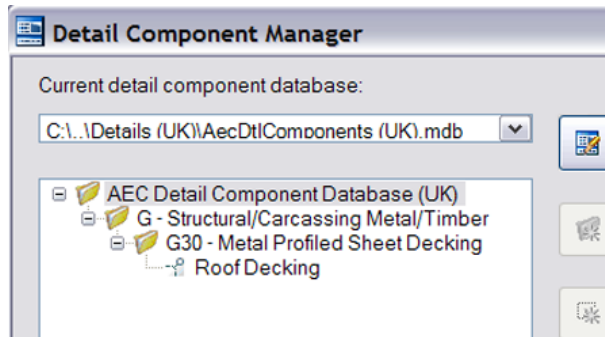 Detail Component Manager
Current detail component database:
C:\..\Details (UK)\AecDtlComponents (UK).mdb
AEC Detail Component Database (UK)
G - Structural/Carcassing Metal/Timber
G30 - Metal Profiled Sheet Decking
Roof Decking